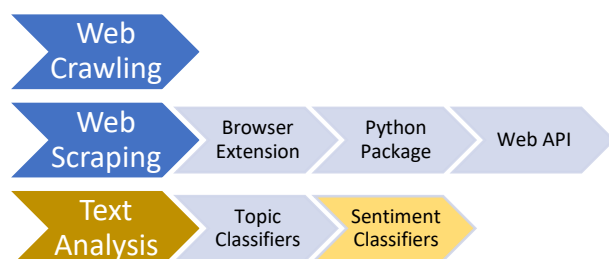 Web
Crawling
Web
Scraping
Browser
Extension
Python
Package
Web API
Text
Analysis
Topic
Classifiers
Sentiment
Classifiers